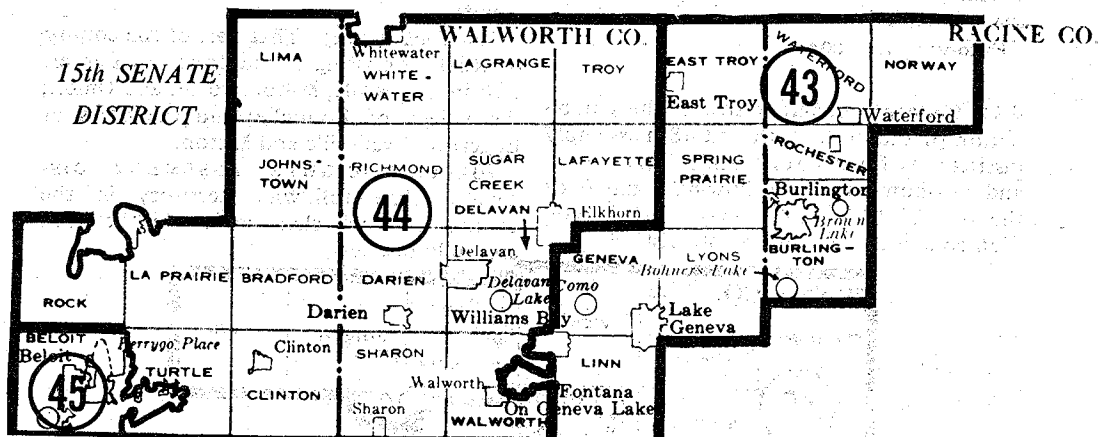 WALWORTH CO.
RACINE CO.
15th SENATE
DISTRICT
LIMA
Whitewater
WHITE-
WATER
LA GRANGE
TROY
EAST TROY
East Troy
WATERFORD
43
NORWAY
Waterford
JOHNS-
TOWN
RICHMOND
44
SUGAR
CREEK
LAFAYETTE
SPRING
PRAIRIE
ROCHESTER
DELAVAN
Elkhorn
Burlington
Brown
Lake
BURLING-
TON
ROCK
LA PRAIRIE
BRADFORD
DARIEN
Delavan
Delavan
Lake
Como
GENEVA
LYONS
Bohners Lake
Darien
Williams Bay
Lake
Geneva
BELOIT
Beloit
45
Perrygo Place
TURTLE
Clinton
CLINTON
SHARON
Sharon
Walworth
WALWORTH
LINN
Fontana
On Geneva Lake